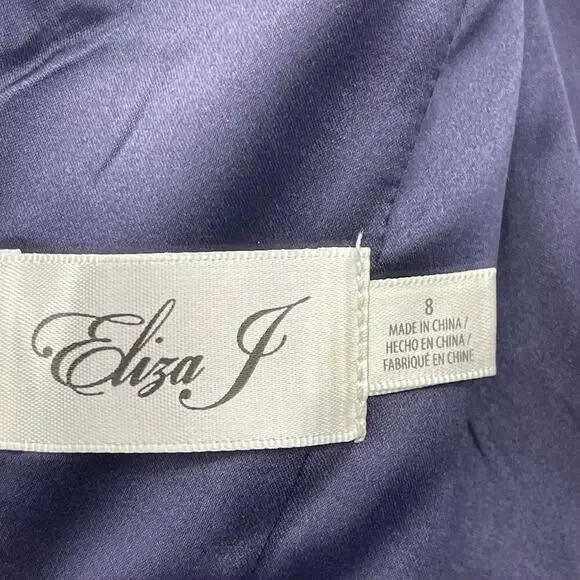 Eliza J
8
MADE IN CHINA /
HECHO EN CHINA /
FABRIQUÉ EN CHINE